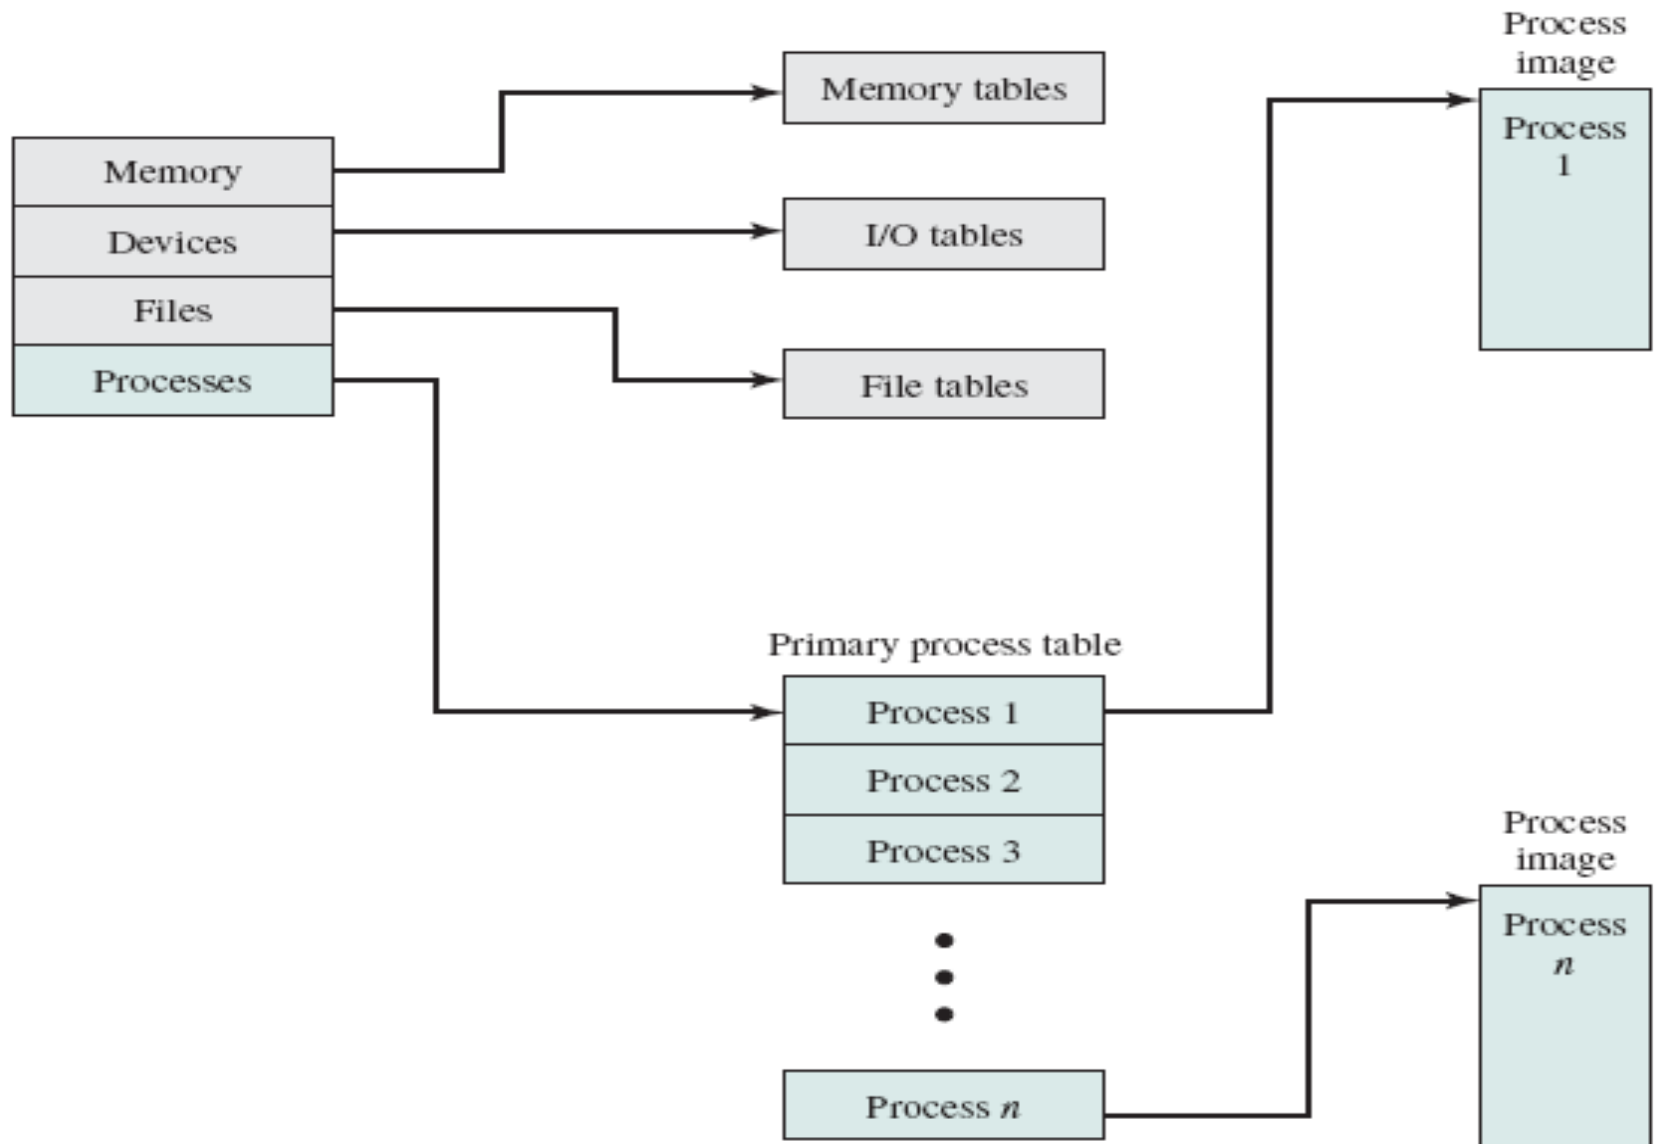 Memory
Devices
Files
Processes
Memory tables
I/O tables
File tables
Primary process table
Process 1
Process 2
Process 3
Process n
Process
image
Process
1
Process
image
Process
n